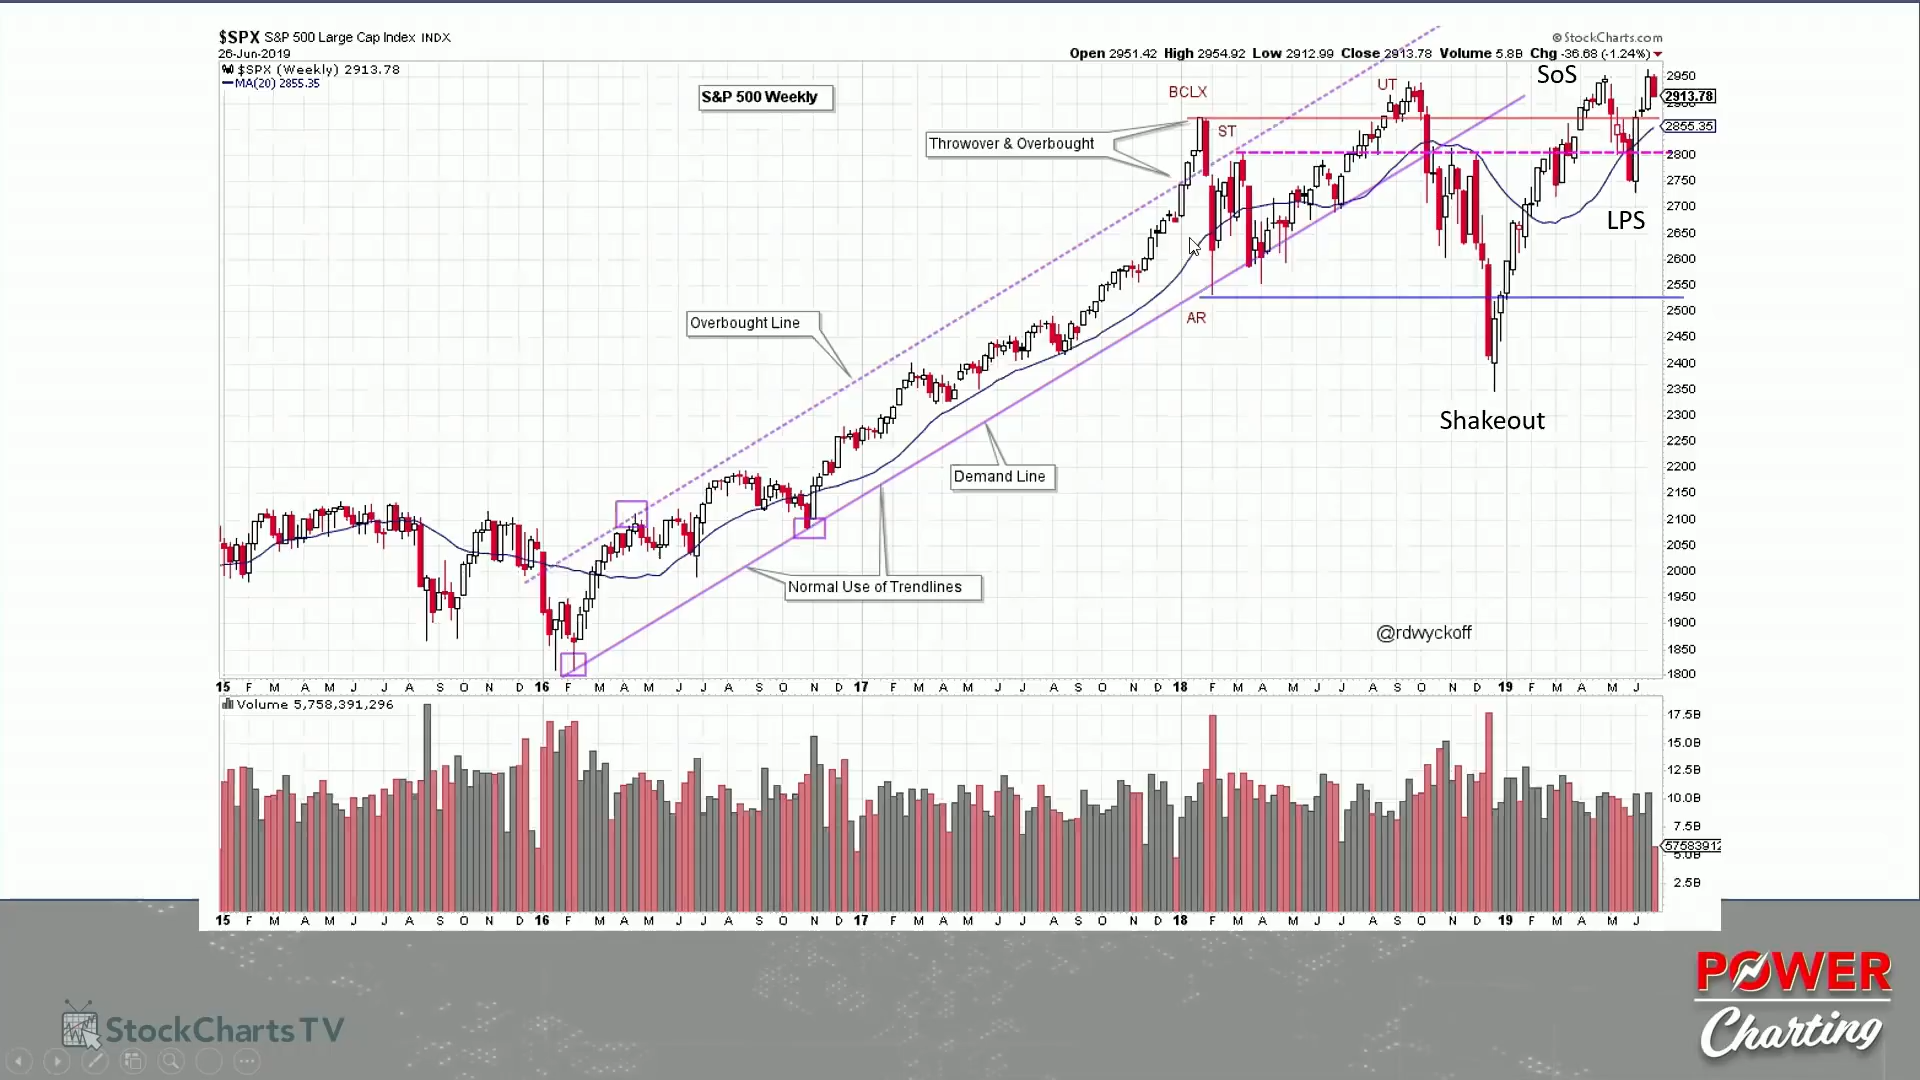 $SPX S&P 500 Large Cap Index INDX
© StockCharts.com
26-Jun-2019
Open 2951.42 High 2954.92 Low 2912.99 Close 2913.78 Volume 5.8B Chg -36.68 (-1.24%)
$SPX (Weekly) 2913.78
MA(20) 2855.35
S&P 500 Weekly
BCLX
UT
SoS
ST
Throwover & Overbought
LPS
AR
Overbought Line
Shakeout
Demand Line
Normal Use of Trendlines
@rdwyckoff
2950
2913.78
2855.35
2800
2750
2700
2650
2600
2550
2500
2450
2400
2350
2300
2250
2200
2150
2100
2050
2000
1950
1900
1850
1800
15 F M A M J J A S O N D 16 F M A M J J A S O N D 17 F M A M J J A S O N D 18 F M A M J J A S O N D 19 F M A M J
Volume 5,758,391,296
17.5B
15.0B
12.5B
10.0B
7.5B
57583912
5.0B
2.5B
15 F M A M J J A S O N D 16 F M A M J J A S O N D 17 F M A M J J A S O N D 18 F M A M J J A S O N D 19 F M A M J
StockCharts TV
POWER
Charting